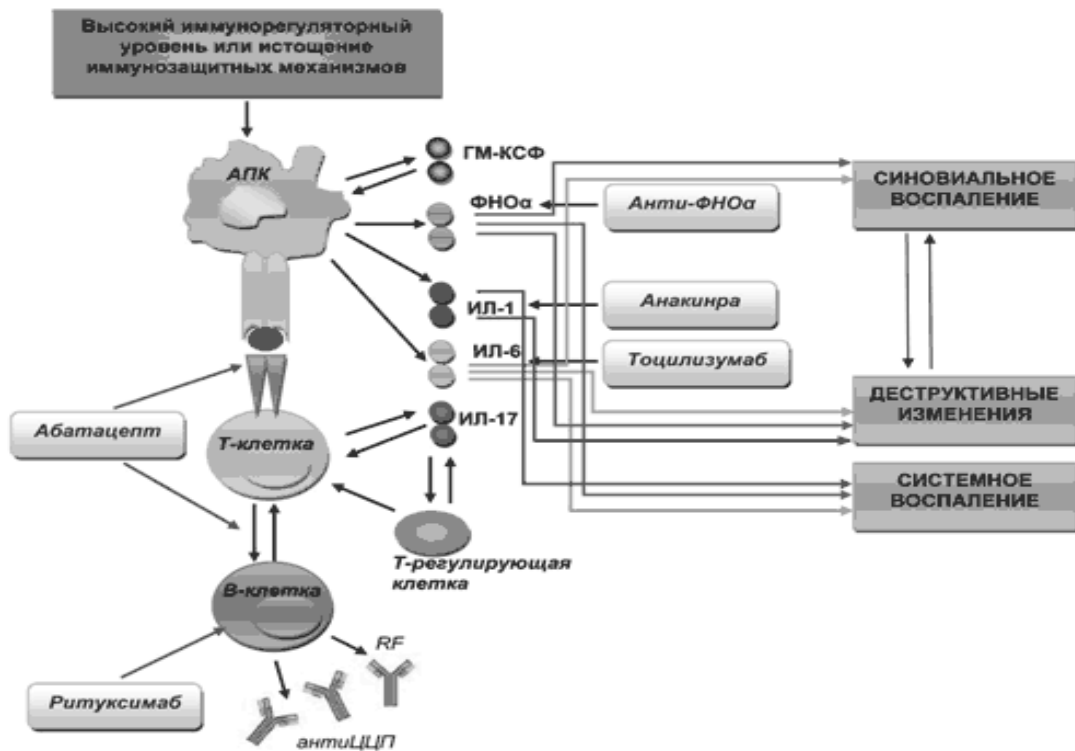 Высокий иммунорегуляторный
уровень или истощение
иммунозащитных механизмов
АПК
ГМ-КСФ
ФНОα
Анти-ФНОα
СИНОВИАЛЬНОЕ
ВОСПАЛЕНИЕ
ИЛ-1
Анакинра
ИЛ-6
Тоцилизумаб
ИЛ-17
ДЕСТРУКТИВНЫЕ
ИЗМЕНЕНИЯ
Абатацепт
Т-клетка
СИСТЕМНОЕ
ВОСПАЛЕНИЕ
Т-регулирующая
клетка
В-клетка
RF
Ритуксимаб
антиЦЦП